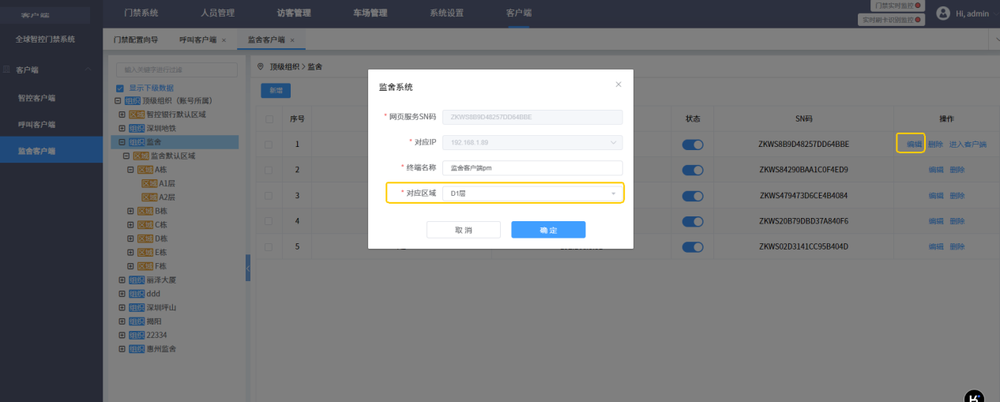 客户端
门禁系统 人员管理 访客管理 车场管理 系统设置 客户端
门禁实时监控
实时刷卡识别监控
Hi, admin
全球智控门禁系统
门禁配置向导 呼叫客户端 × 监舍客户端 ×
客户端
智控客户端
呼叫客户端
监舍客户端
输入关键字进行过滤
显示下级数据
组织 顶级组织（账号所属）
区域 智控银行默认区域
组织 深圳地铁
组织 监舍
区域 监舍默认区域
区域 A栋
区域 A1层
区域 A2层
区域 B栋
区域 C栋
区域 D栋
区域 E栋
区域 F栋
组织 丽泽大厦
组织 ddd
组织 深圳坪山
组织 揭阳
组织 22334
组织 惠州监舍
顶级组织 > 监舍
新增
序号 状态 SN码 操作
1 ZKWS8B9D48257DD64BBE 编辑 删除 进入客户端
2 ZKWS84290BAA1C0F4ED9 编辑 删除
3 ZKWS479473D6CE4B4084 编辑 删除
4 ZKWS20B79DBD37A840F6 编辑 删除
5 ZKWS02D3141CC95B404D 编辑 删除
监舍系统 ×
* 网页服务SN码 ZKWS8B9D48257DD64BBE
* 对应IP 192.168.1.89
* 终端名称 监舍客户端pm
* 对应区域 D1层
取消 确定